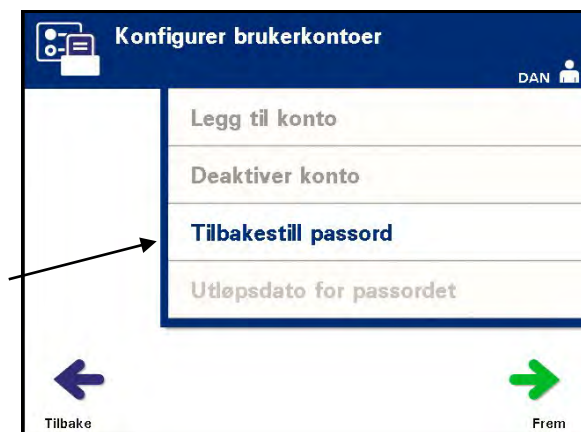 Konfigurer brukerkontoer
DAN
Legg til konto
Deaktiver konto
Tilbakestill passord
Utløpsdato for passordet
Tilbake
Frem